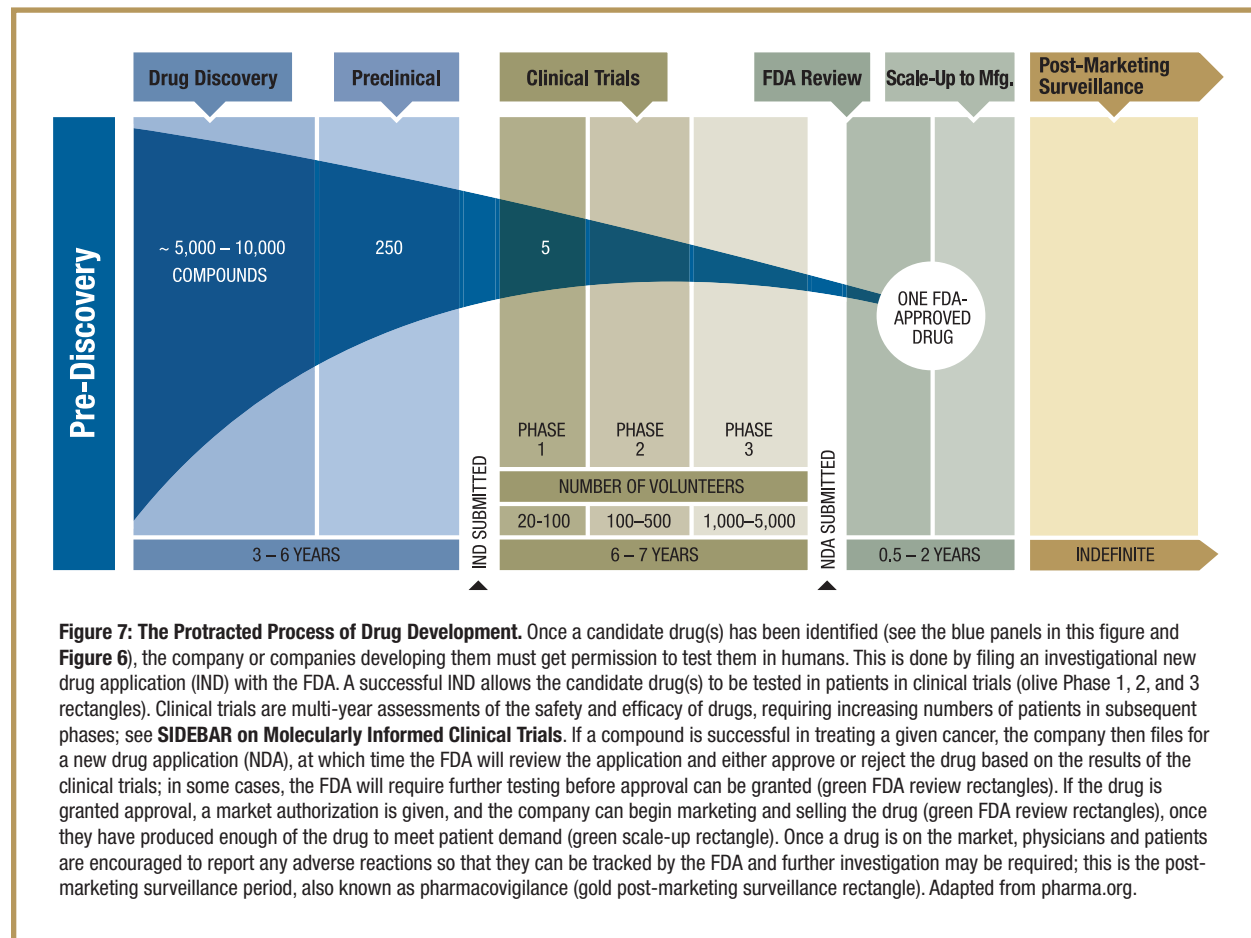 Drug Discovery
Preclinical
Clinical Trials
FDA Review
Scale-Up to Mfg.
Post-Marketing
Surveillance
Pre-Discovery
~ 5,000 – 10,000
COMPOUNDS
250
5
ONE FDA-
APPROVED
DRUG
PHASE
1
PHASE
2
PHASE
3
IND SUBMITTED
NUMBER OF VOLUNTEERS
20-100
100–500
1,000–5,000
NDA SUBMITTED
3 – 6 YEARS
6 – 7 YEARS
0.5 – 2 YEARS
INDEFINITE
Figure 7: The Protracted Process of Drug Development. Once a candidate drug(s) has been identified (see the blue panels in this figure and
Figure 6), the company or companies developing them must get permission to test them in humans. This is done by filing an investigational new
drug application (IND) with the FDA. A successful IND allows the candidate drug(s) to be tested in patients in clinical trials (olive Phase 1, 2, and 3
rectangles). Clinical trials are multi-year assessments of the safety and efficacy of drugs, requiring increasing numbers of patients in subsequent
phases; see SIDEBAR on Molecularly Informed Clinical Trials. If a compound is successful in treating a given cancer, the company then files for
a new drug application (NDA), at which time the FDA will review the application and either approve or reject the drug based on the results of the
clinical trials; in some cases, the FDA will require further testing before approval can be granted (green FDA review rectangles). If the drug is
granted approval, a market authorization is given, and the company can begin marketing and selling the drug (green FDA review rectangles), once
they have produced enough of the drug to meet patient demand (green scale-up rectangle). Once a drug is on the market, physicians and patients
are encouraged to report any adverse reactions so that they can be tracked by the FDA and further investigation may be required; this is the post-
marketing surveillance period, also known as pharmacovigilance (gold post-marketing surveillance rectangle). Adapted from pharma.org.